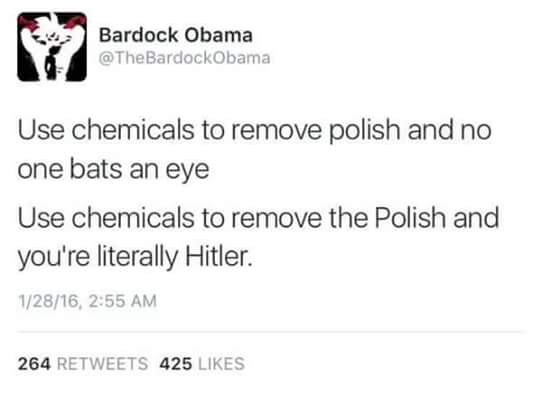 Bardock Obama
@TheBardockObama
Use chemicals to remove polish and no
one bats an eye
Use chemicals to remove the Polish and
you're literally Hitler.
1/28/16, 2:55 AM
264 RETWEETS 425 LIKES